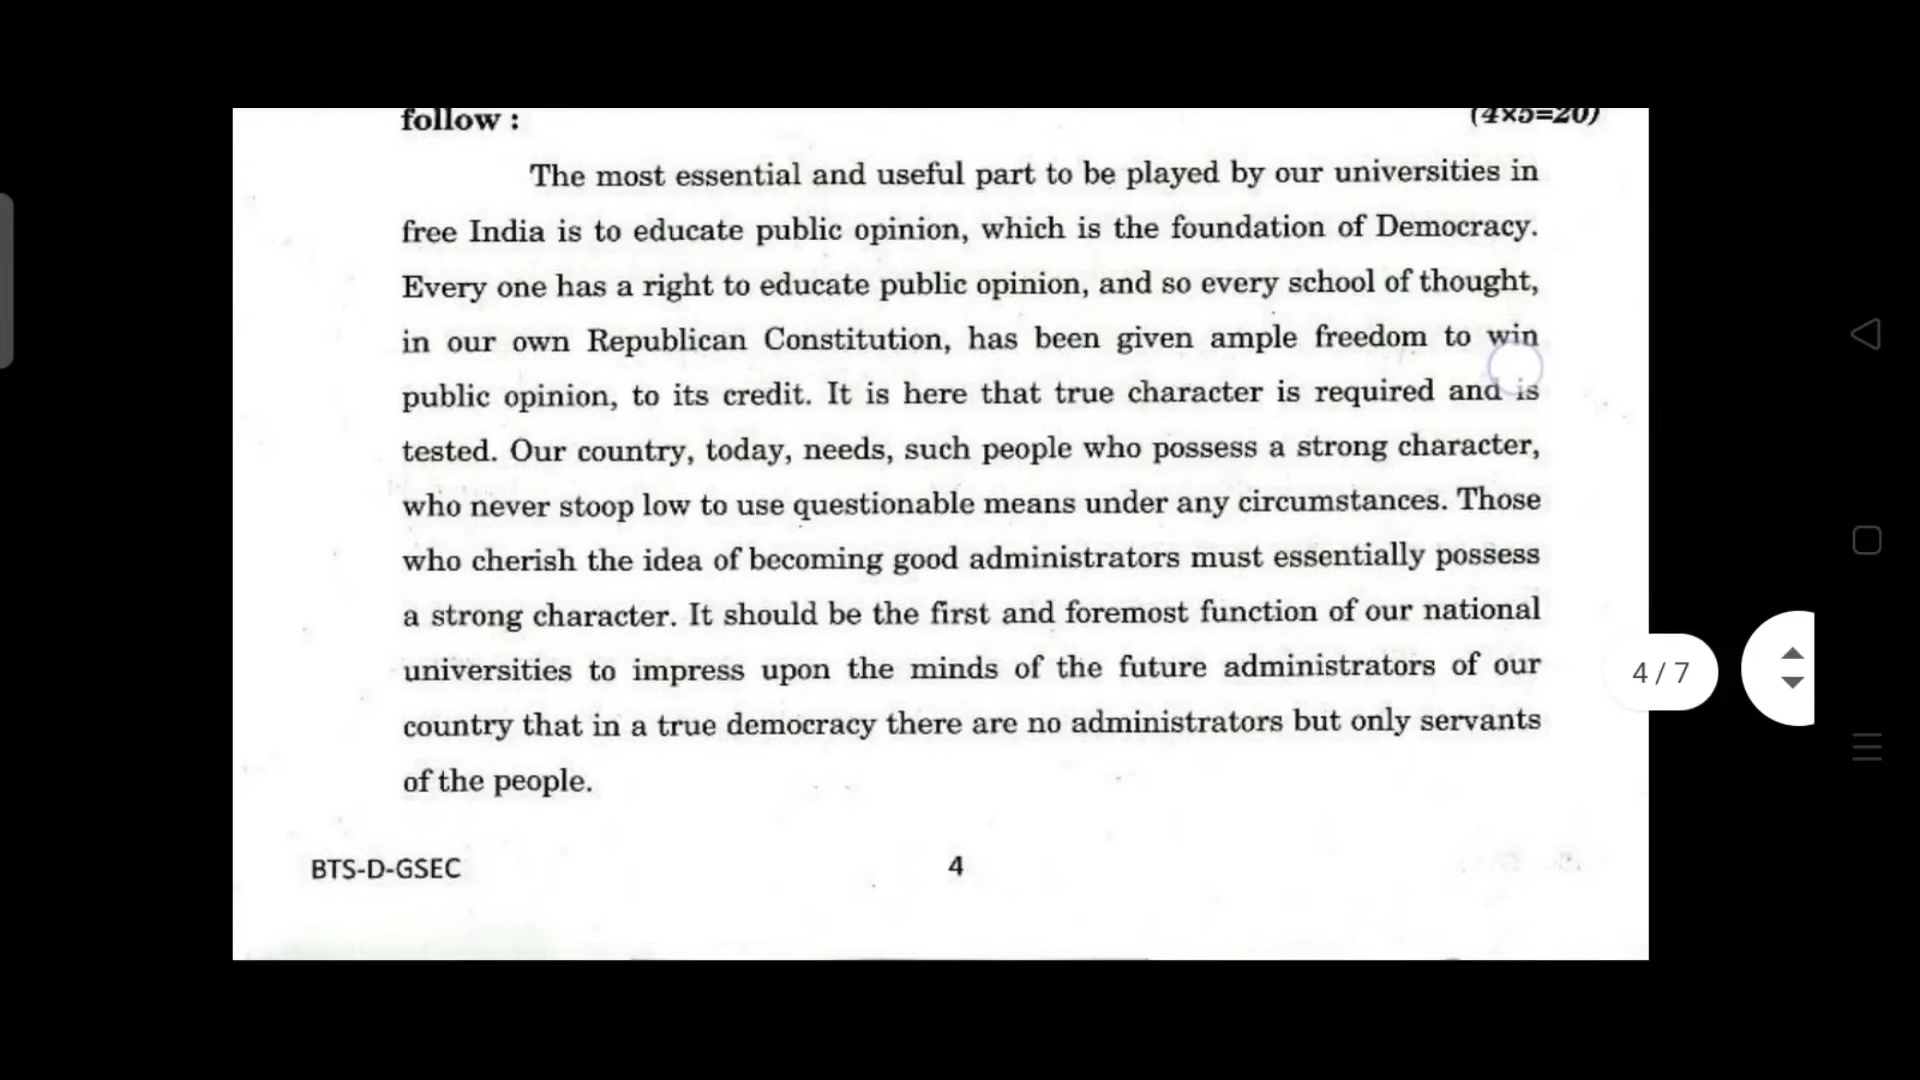 follow :
(4×5=20)
The most essential and useful part to be played by our universities in
free India is to educate public opinion, which is the foundation of Democracy.
Every one has a right to educate public opinion, and so every school of thought,
in our own Republican Constitution, has been given ample freedom to win
public opinion, to its credit. It is here that true character is required and is
tested. Our country, today, needs, such people who possess a strong character,
who never stoop low to use questionable means under any circumstances. Those
who cherish the idea of becoming good administrators must essentially possess
a strong character. It should be the first and foremost function of our national
universities to impress upon the minds of the future administrators of our
country that in a true democracy there are no administrators but only servants
of the people.
4 / 7
BTS-D-GSEC
4